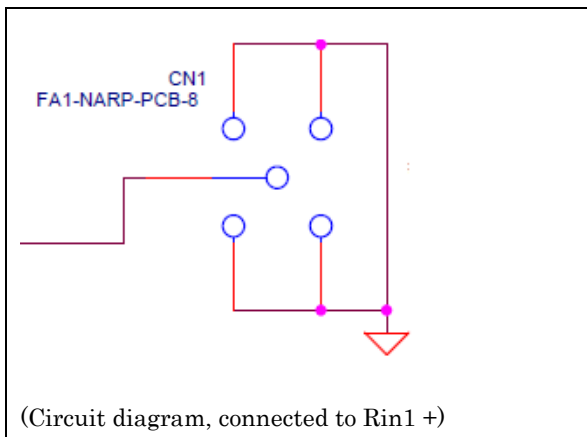 CN1
FA1-NARP-PCB-8
(Circuit diagram, connected to Rin1 +)